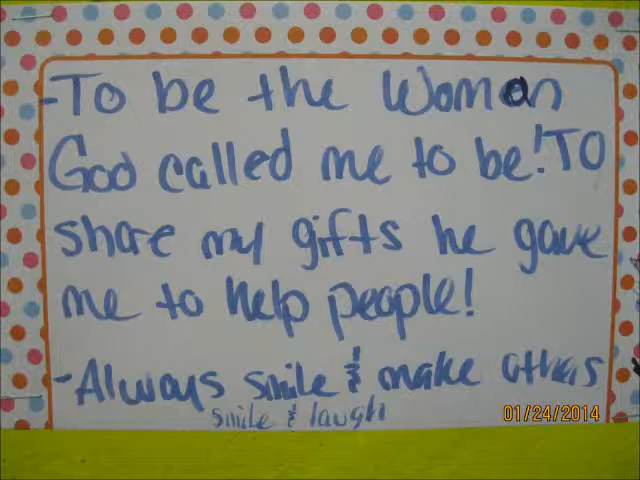 -To be the Woman
God called me to be! To
share my gifts he gave
me to help people!
-Always smile & make others
smile & laugh
01/24/2014